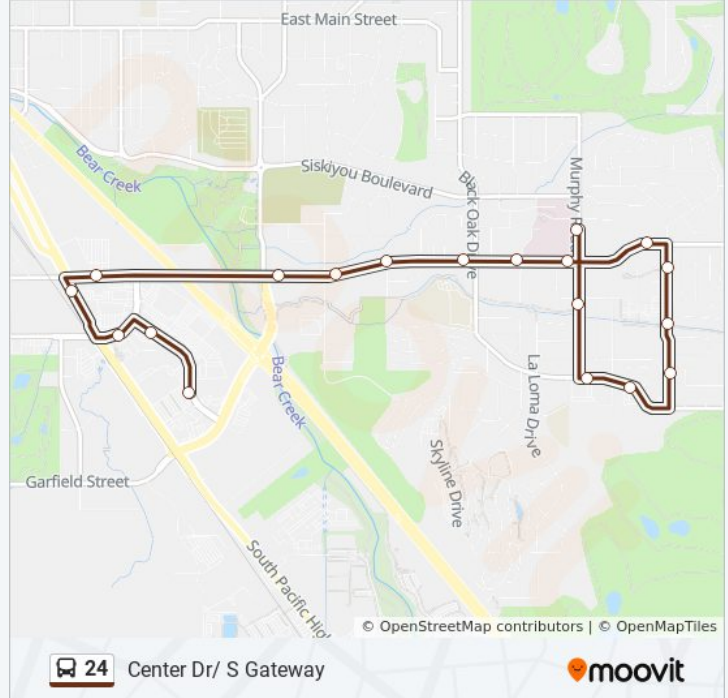 East Main Street
Bear Creek
Siskiyou Boulevard
Black Oak Drive
Murphy R
Bear Creek
La Loma Drive
Skyline Drive
Garfield Street
South Pacific Hig
© OpenStreetMap contributors | © OpenMapTiles
24 Center Dr/ S Gateway
moovit